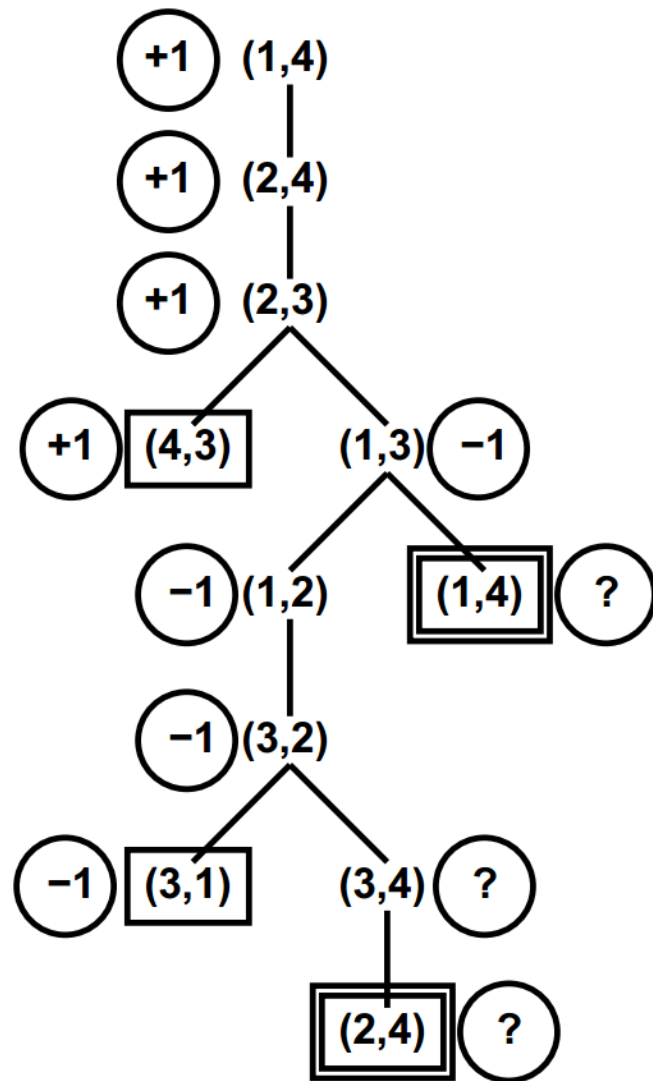 +1 (1,4)
+1 (2,4)
+1 (2,3)
+1 (4,3) (1,3) −1
−1 (1,2) (1,4) ?
−1 (3,2)
−1 (3,1) (3,4) ?
(2,4) ?